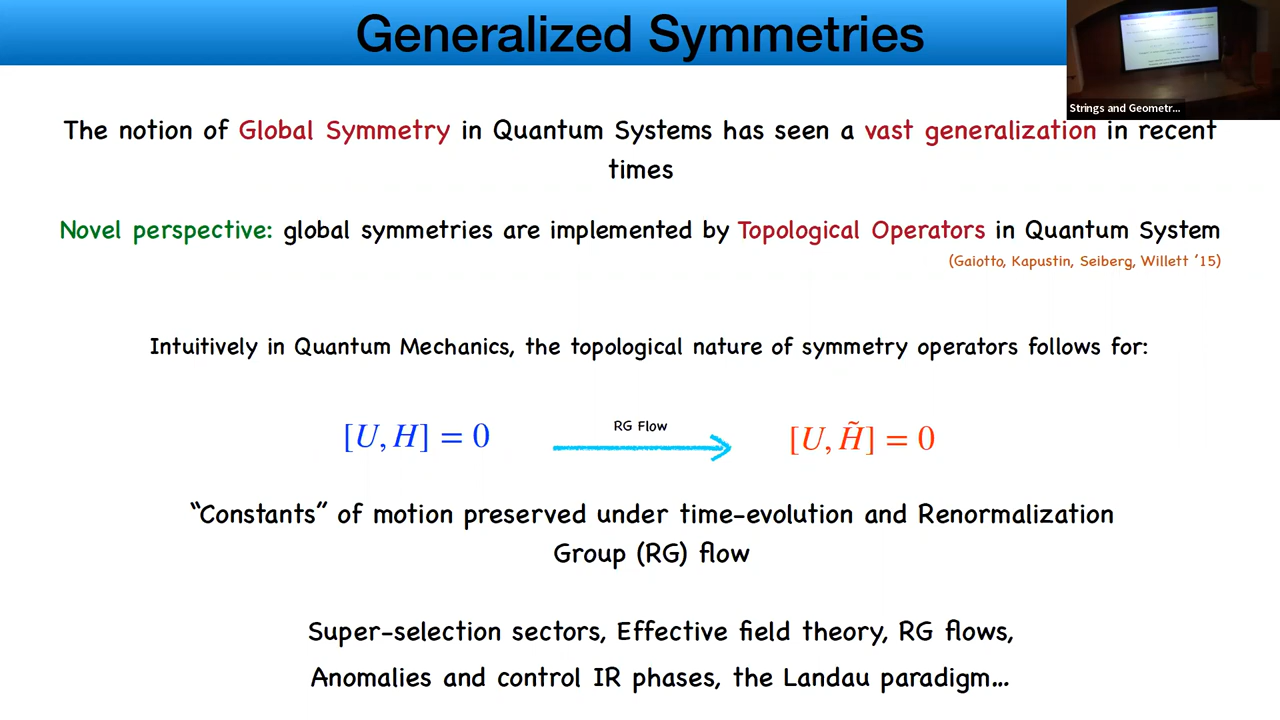 Generalized Symmetries
Strings and Geometr...
The notion of Global Symmetry in Quantum Systems has seen a vast generalization in recent
times
Novel perspective: global symmetries are implemented by Topological Operators in Quantum System
(Gaiotto, Kapustin, Seiberg, Willett ‘15)
Intuitively in Quantum Mechanics, the topological nature of symmetry operators follows for:
[U, H] = 0
RG Flow
[U, H̃] = 0
“Constants” of motion preserved under time-evolution and Renormalization
Group (RG) flow
Super-selection sectors, Effective field theory, RG flows,
Anomalies and control IR phases, the Landau paradigm...